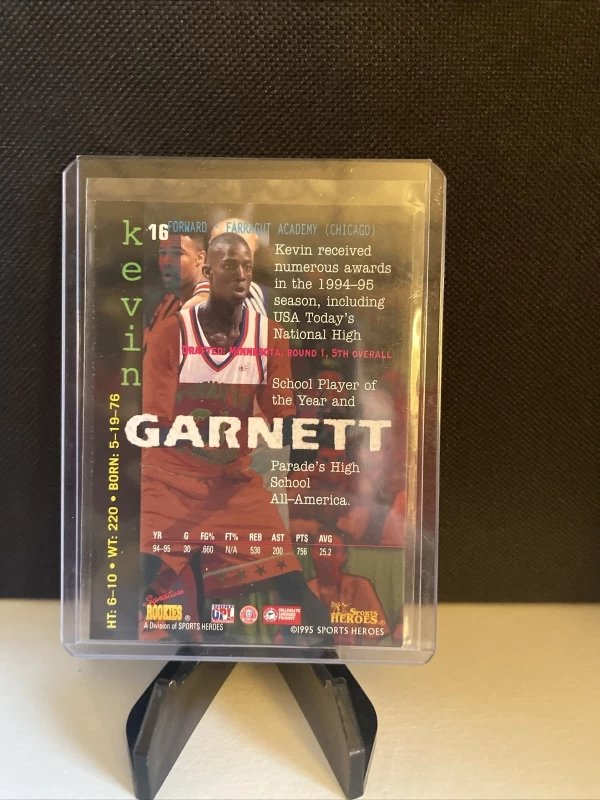 kevin
16
FORWARD • FARRAGUT ACADEMY (CHICAGO)
Kevin received
numerous awards
in the 1994-95
season, including
USA Today's
National High
DRAFTED: MINNESOTA, ROUND 1, 5TH OVERALL
School Player of
the Year and
GARNETT
Parade's High
School
All-America.
HT: 6-10 • WT: 220 • BORN: 5-19-76
YR G FG% FT% REB AST PTS AVG
94-95 30 .660 N/A 536 200 756 25.2
Signature
ROOKIES®
A Division of SPORTS HEROES
SPORTS
HEROES®
©1995 SPORTS HEROES